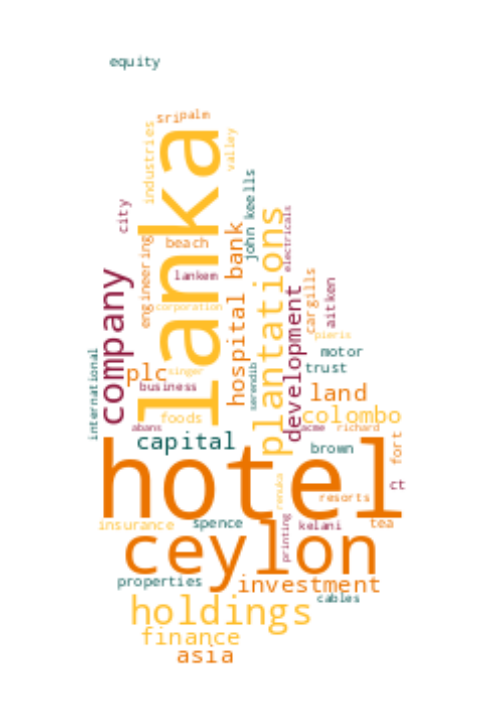 equity
sri
palm
industries
lanka
valley
john keells
city
engineering
beach
hospital bank
plantations
electricals
lankem
corporation
company
development
cargills
aitken
pieris
motor
international
plc
singer
business
serendib
trust
land
foods
colombo
abans
acme
richard
capital
brown
fort
hotel
renuka
resorts
ct
insurance
spence
printing
kelani
tea
ceylon
properties
investment
cables
holdings
finance
asia